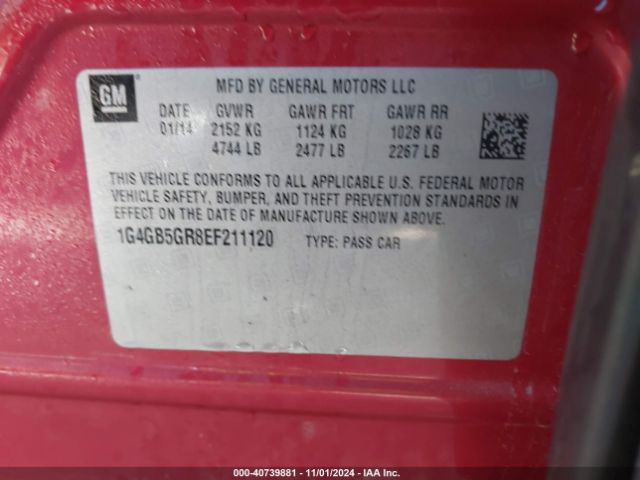 GM
MFD BY GENERAL MOTORS LLC
DATE GVWR GAWR FRT GAWR RR
01/14 2152 KG 1124 KG 1028 KG
4744 LB 2477 LB 2267 LB
THIS VEHICLE CONFORMS TO ALL APPLICABLE U.S. FEDERAL MOTOR
VEHICLE SAFETY, BUMPER, AND THEFT PREVENTION STANDARDS IN
EFFECT ON THE DATE OF MANUFACTURE SHOWN ABOVE.
1G4GB5GR8EF211120 TYPE: PASS CAR
000-40739881 - 11/01/2024 - IAA Inc.